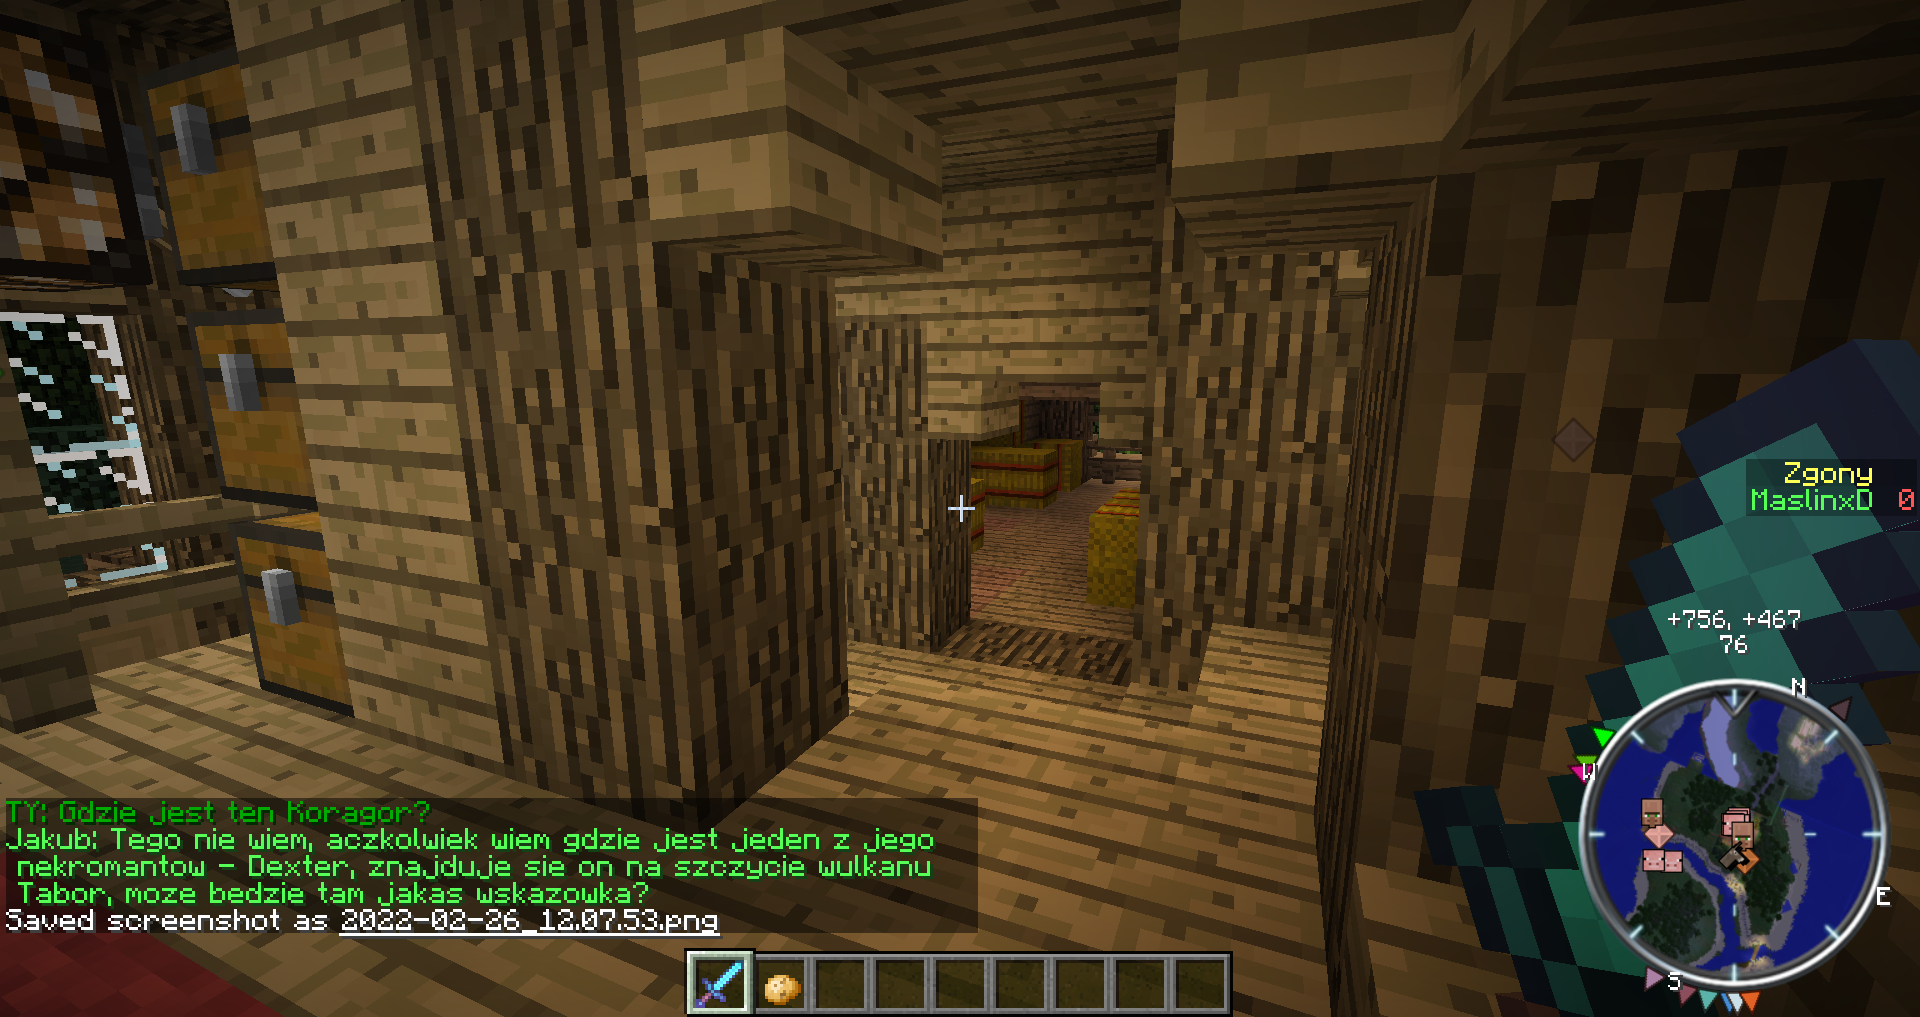 Zgony
MaslinxD 0
+756, +467
76
N
W
E
S
TY: Gdzie jest ten Koragor?
Jakub: Tego nie wiem, aczkolwiek wiem gdzie jest jeden z jego
nekromantow - Dexter, znajduje sie on na szczycie wulkanu
Tabor, moze bedzie tam jakas wskazowka?
Saved screenshot as 2022-02-26_12.07.53.png